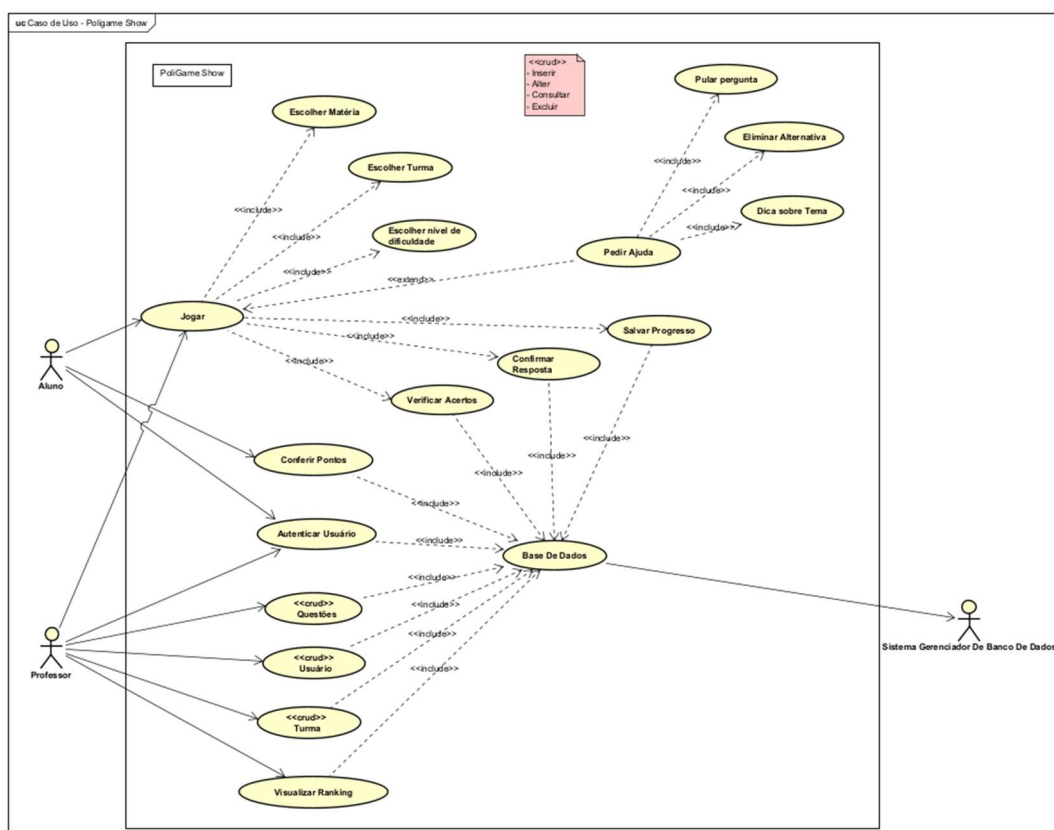 uc Caso de Uso - Poligame Show
PoliGame Show
<<crud>>
- Inserir
- Alter
- Consultar
- Excluir
Pular pergunta
Escolher Matéria
Eliminar Alternativa
Escolher Turma
<<include>>
<<include>>
Dica sobre Tema
<<include>>
<<include>>
Escolher nível de
dificuldade
<<include>>
Pedir Ajuda
<<include>>
<<extend>>
Jogar
<<include>>
Salvar Progresso
Aluno
<<include>>
Confirmar
Resposta
Verificar Acertos
<<include>>
Conferir Pontos
<<include>>
<<include>>
<<include>>
Autenticar Usuário
<<include>>
Base De Dados
<<include>>
<<crud>>
Questões
<<include>>
<<include>>
Professor
<<crud>>
Usuário
<<include>>
Sistema Gerenciador De Banco De Dados
<<crud>>
Turma
Visualizar Ranking